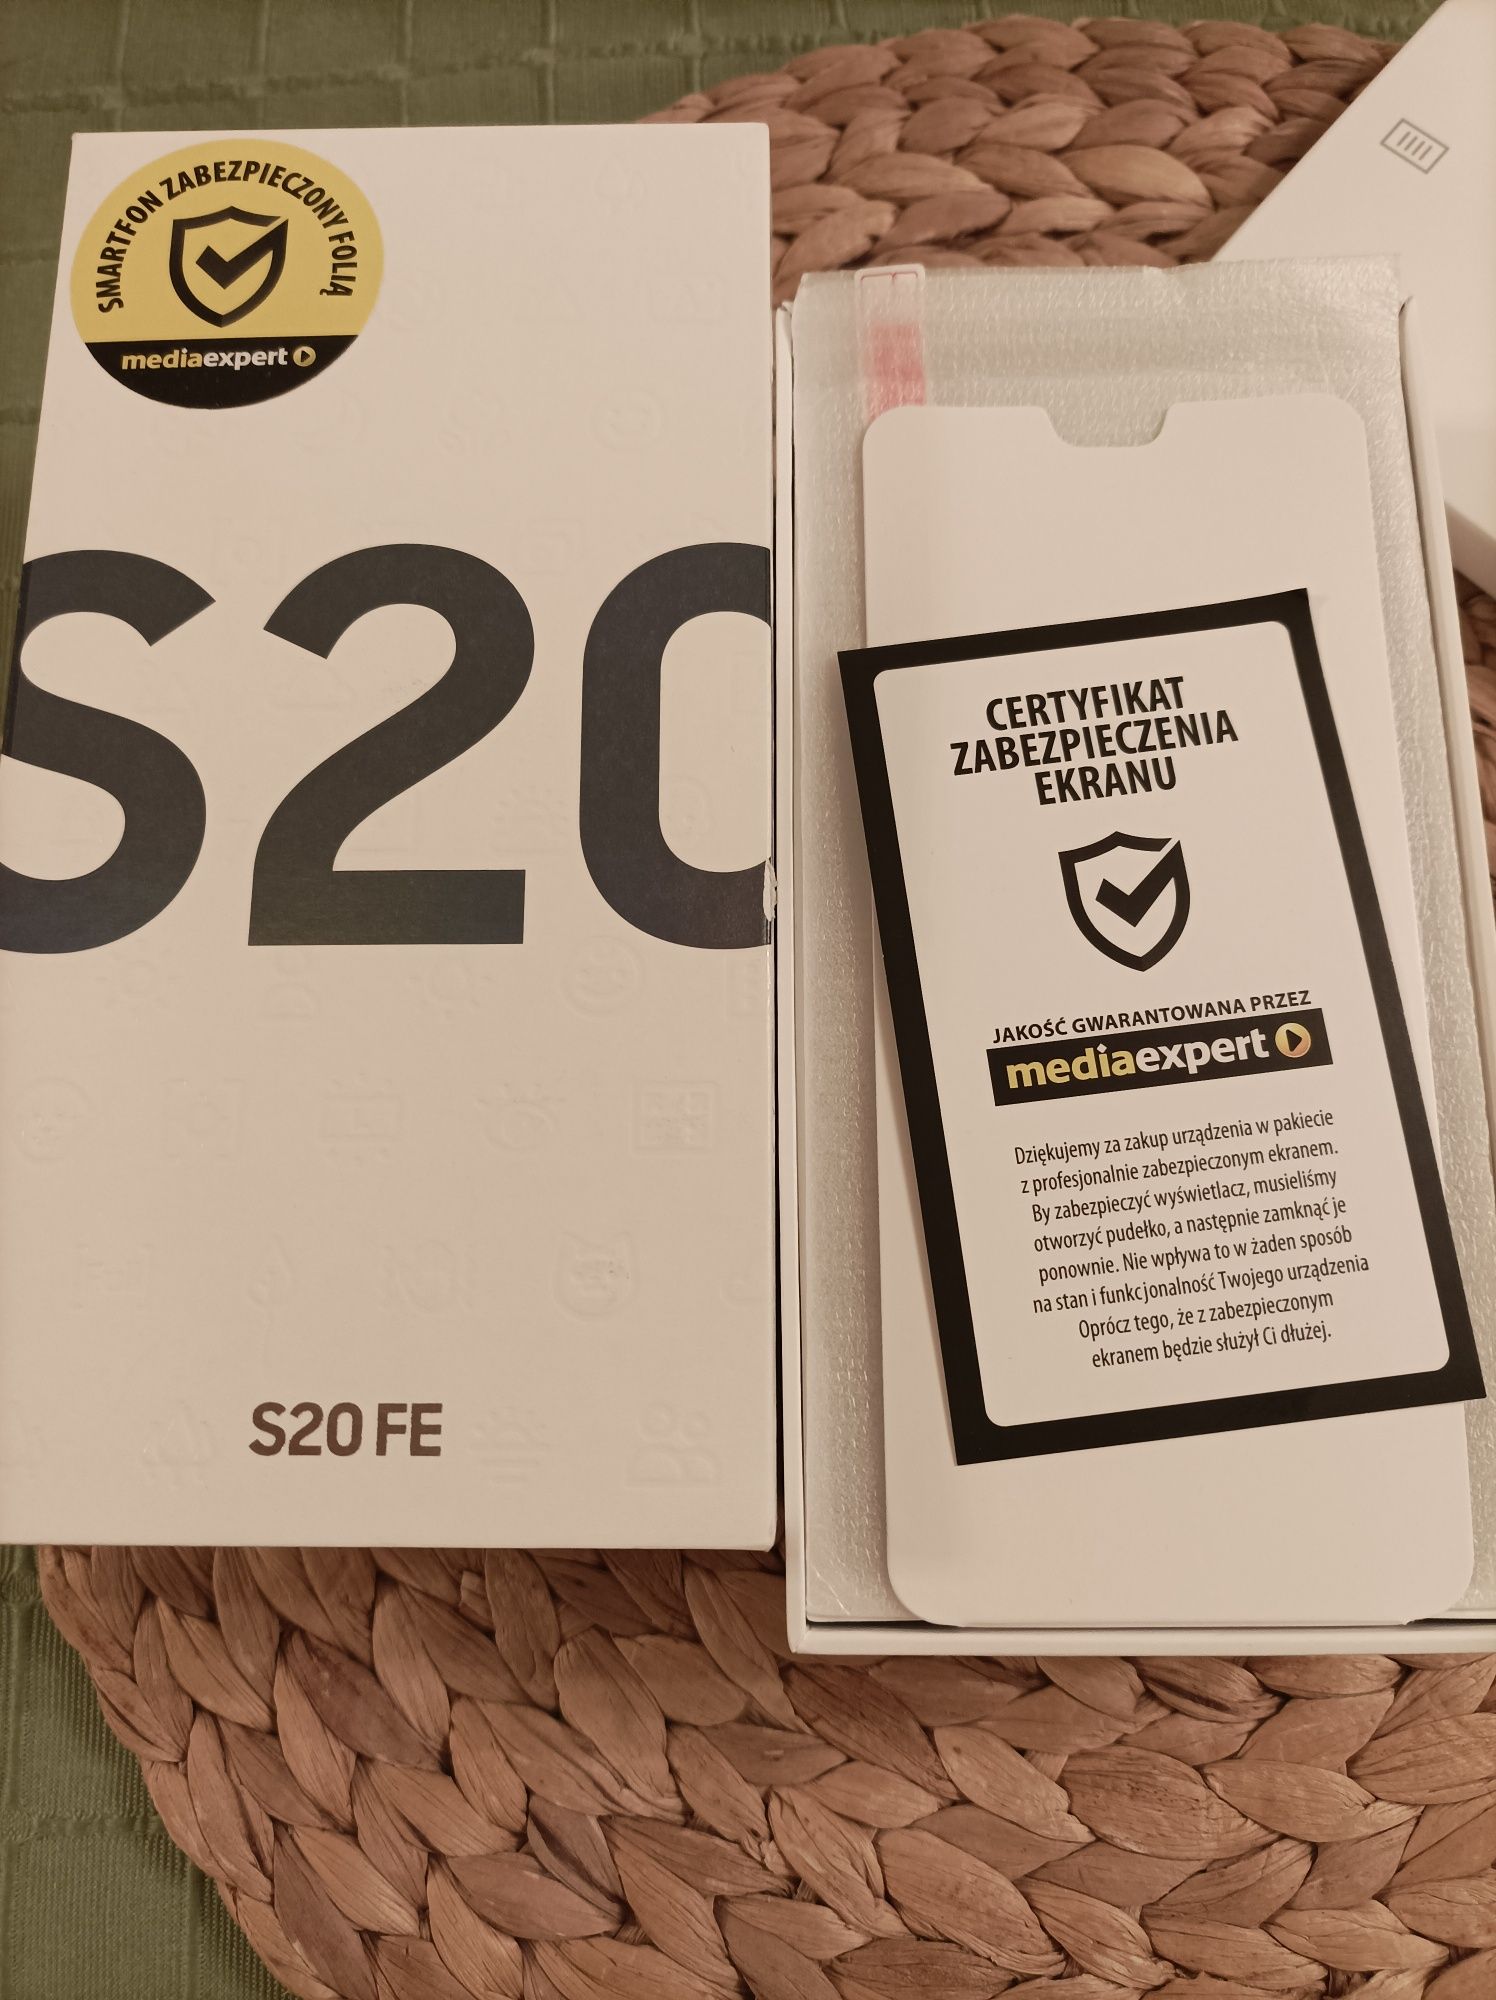 SMARTFON ZABEZPIECZONY FOLIĄ
mediaexpert
S20
S20 FE
CERTYFIKAT
ZABEZPIECZENIA
EKRANU
JAKOŚĆ GWARANTOWANA PRZEZ
mediaexpert
Dziękujemy za zakup urządzenia w pakiecie
z profesjonalnie zabezpieczonym ekranem.
By zabezpieczyć wyświetlacz, musieliśmy
otworzyć pudełko, a następnie zamknąć je
ponownie. Nie wpływa to w żaden sposób
na stan i funkcjonalność Twojego urządzenia
Oprócz tego, że z zabezpieczonym
ekranem będzie służył Ci dłużej.